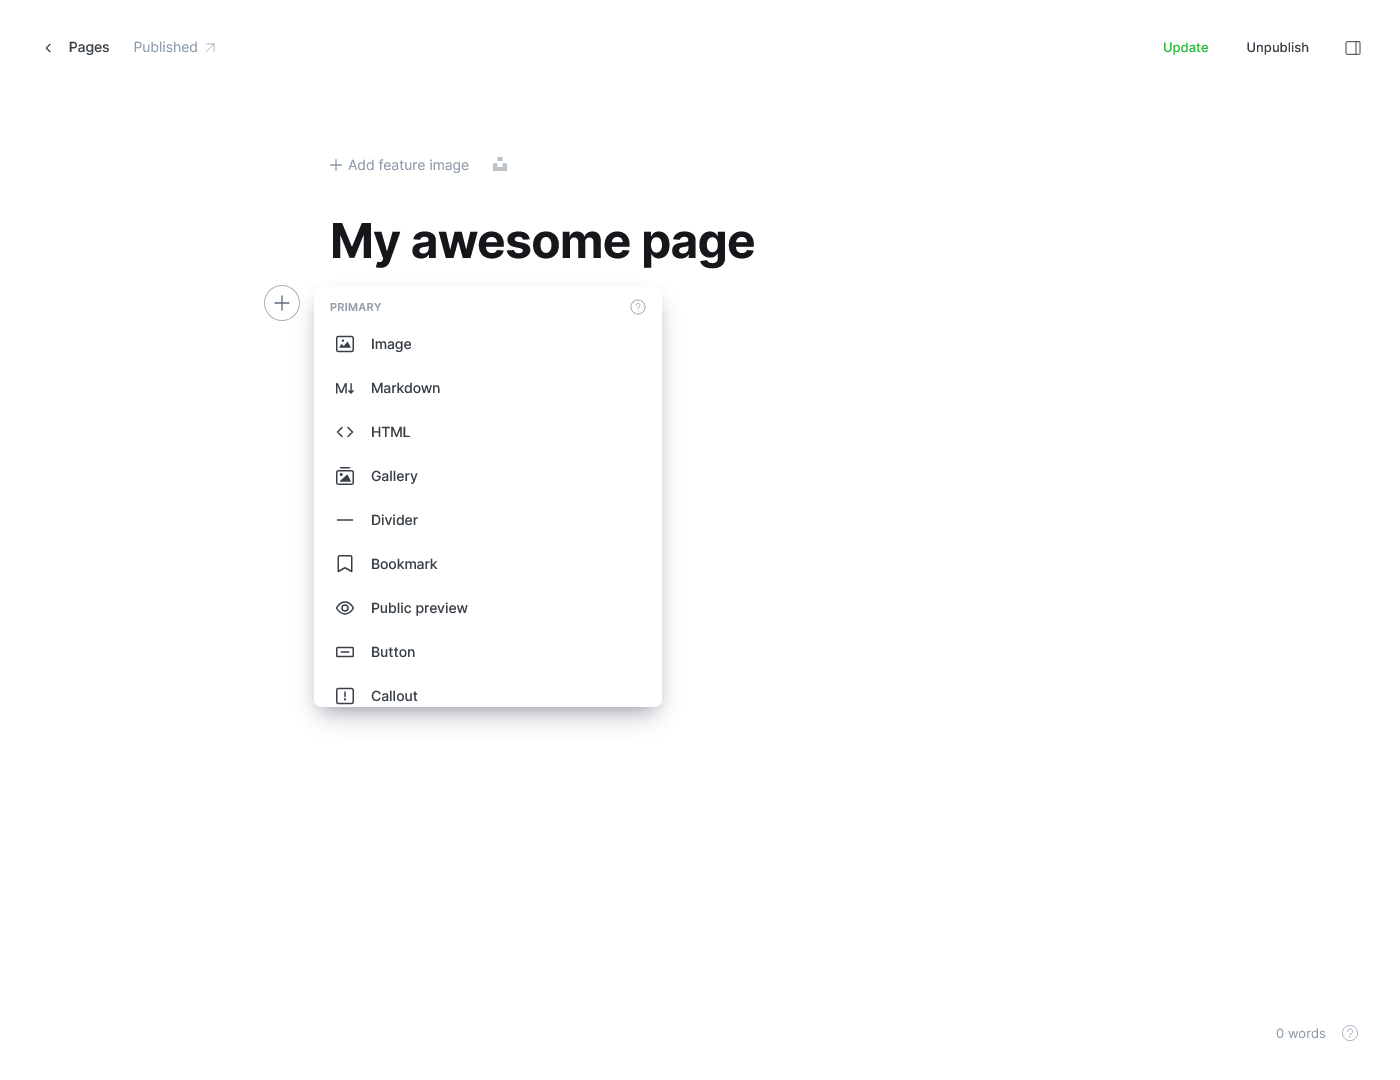 Pages Published Update Unpublish
Add feature image
My awesome page
PRIMARY
Image
Markdown
HTML
Gallery
Divider
Bookmark
Public preview
Button
Callout
0 words